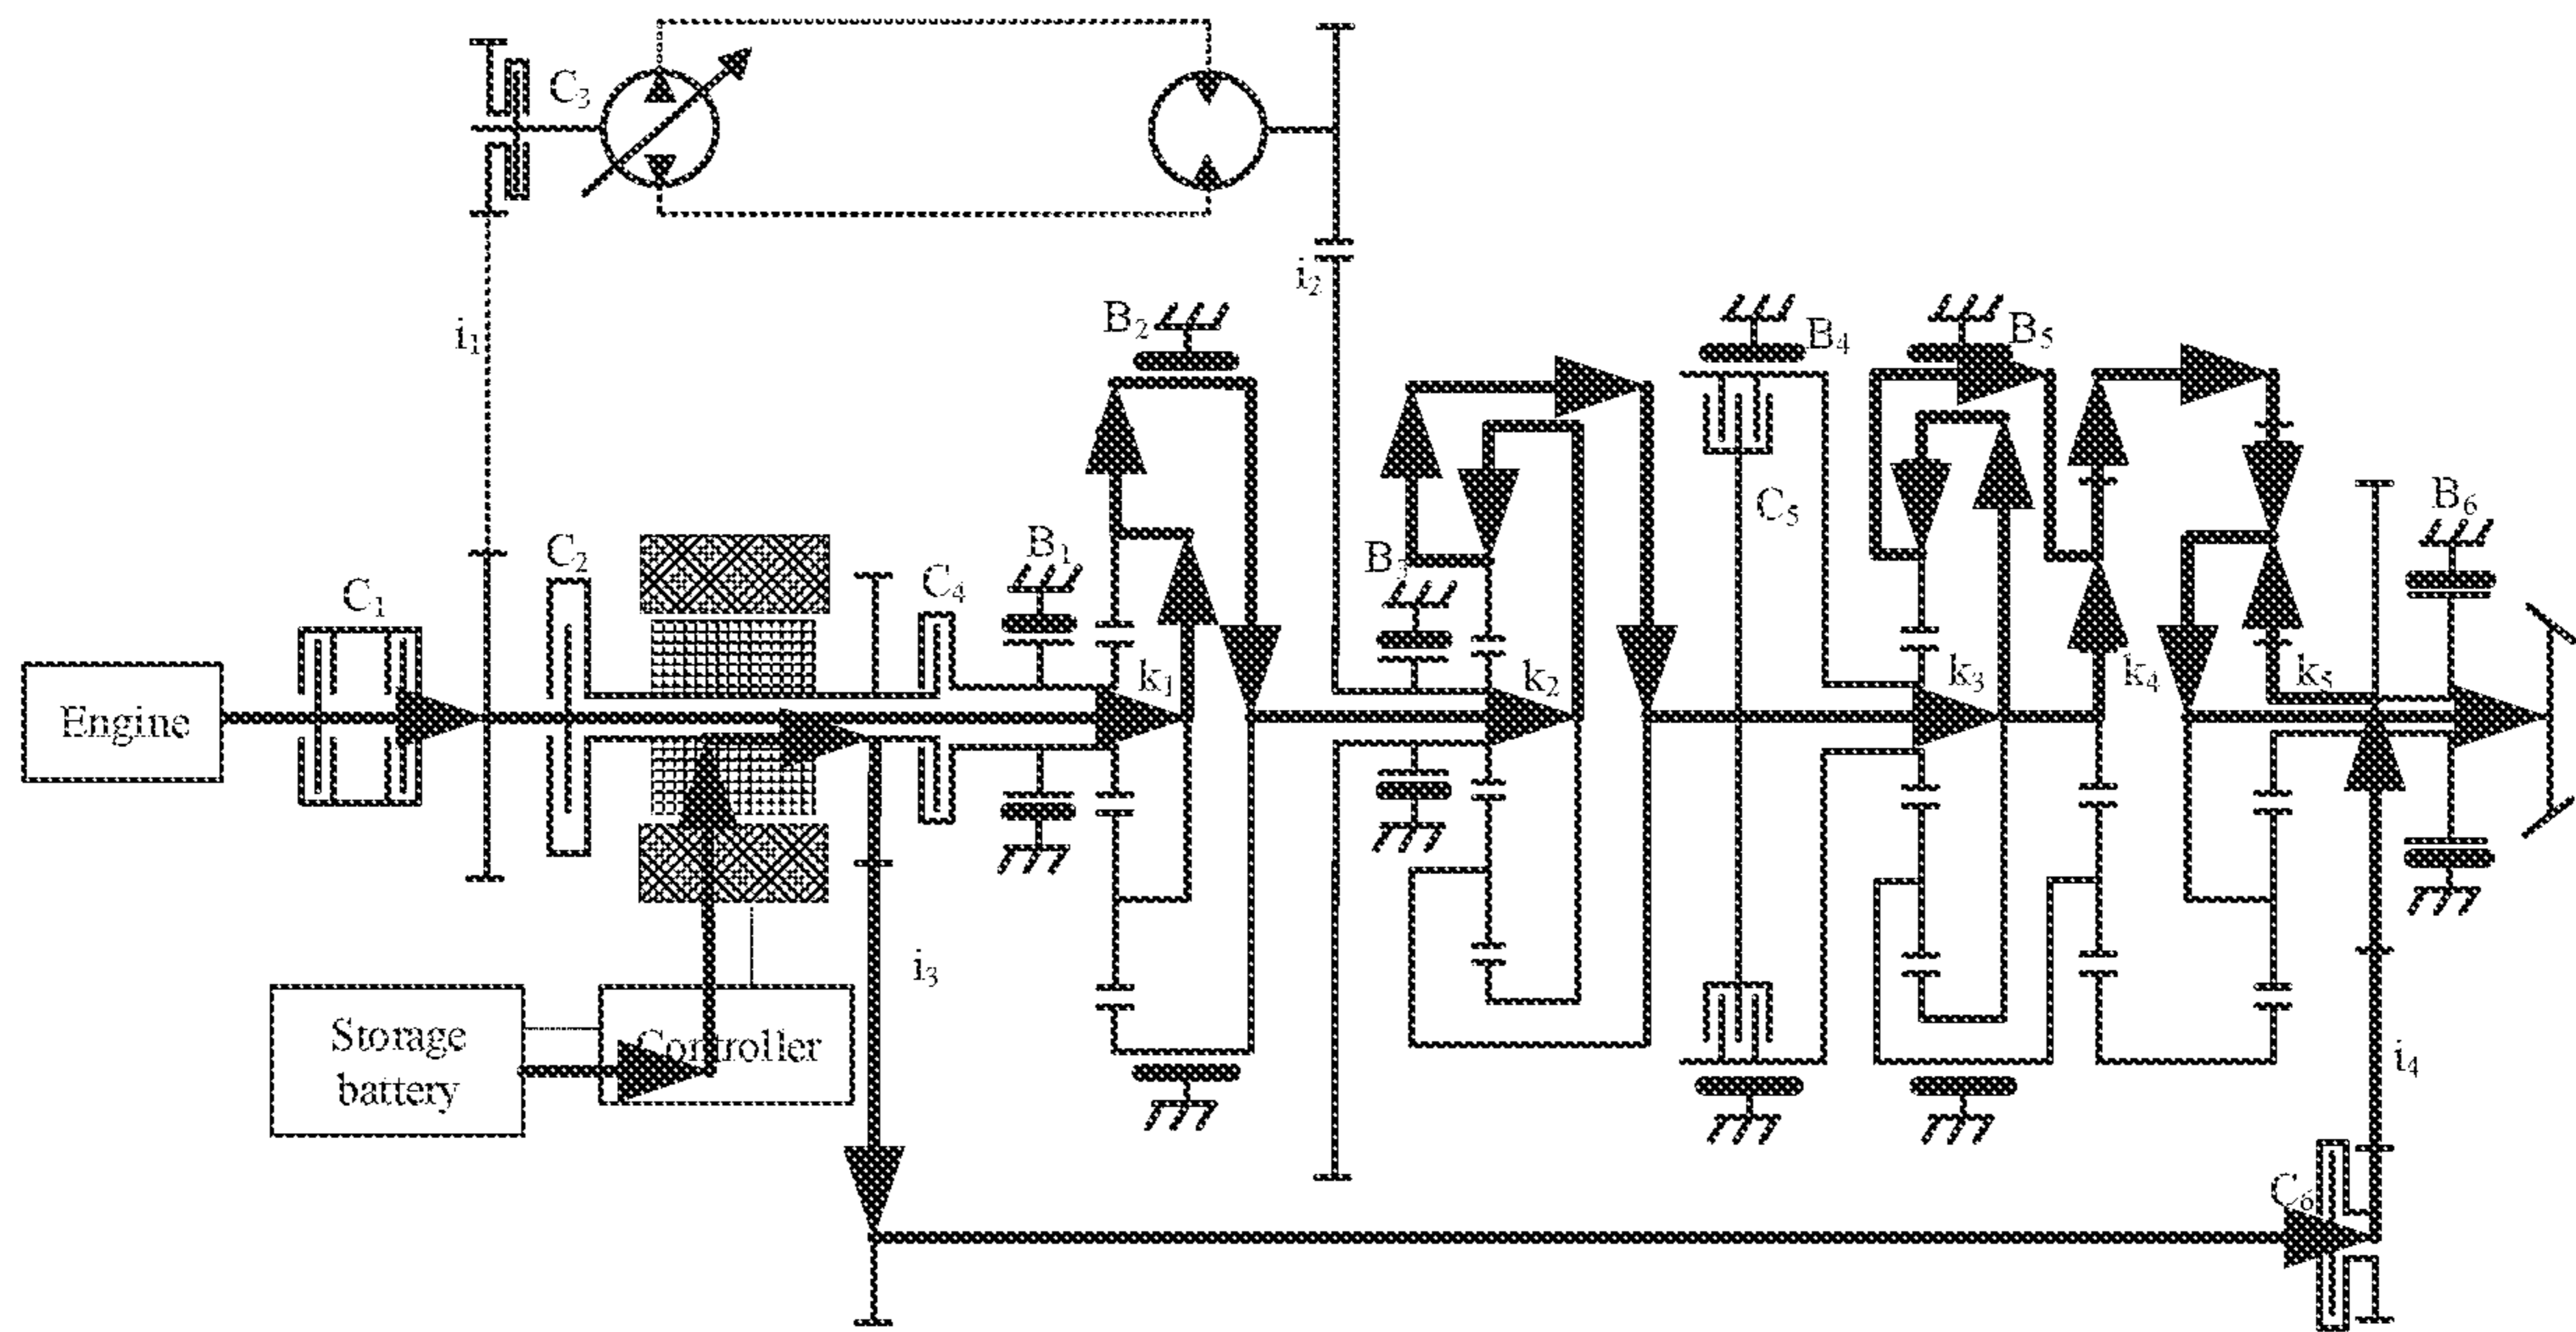 C₃
i₂
i₁
B₂
B₄
B₅
C₅
B₆
C₂
B₁
C₄
B₃
C₁
k₁
k₂
k₃
k₄
k₅
Engine
i₃
Storage
battery
Controller
i₄
C₆